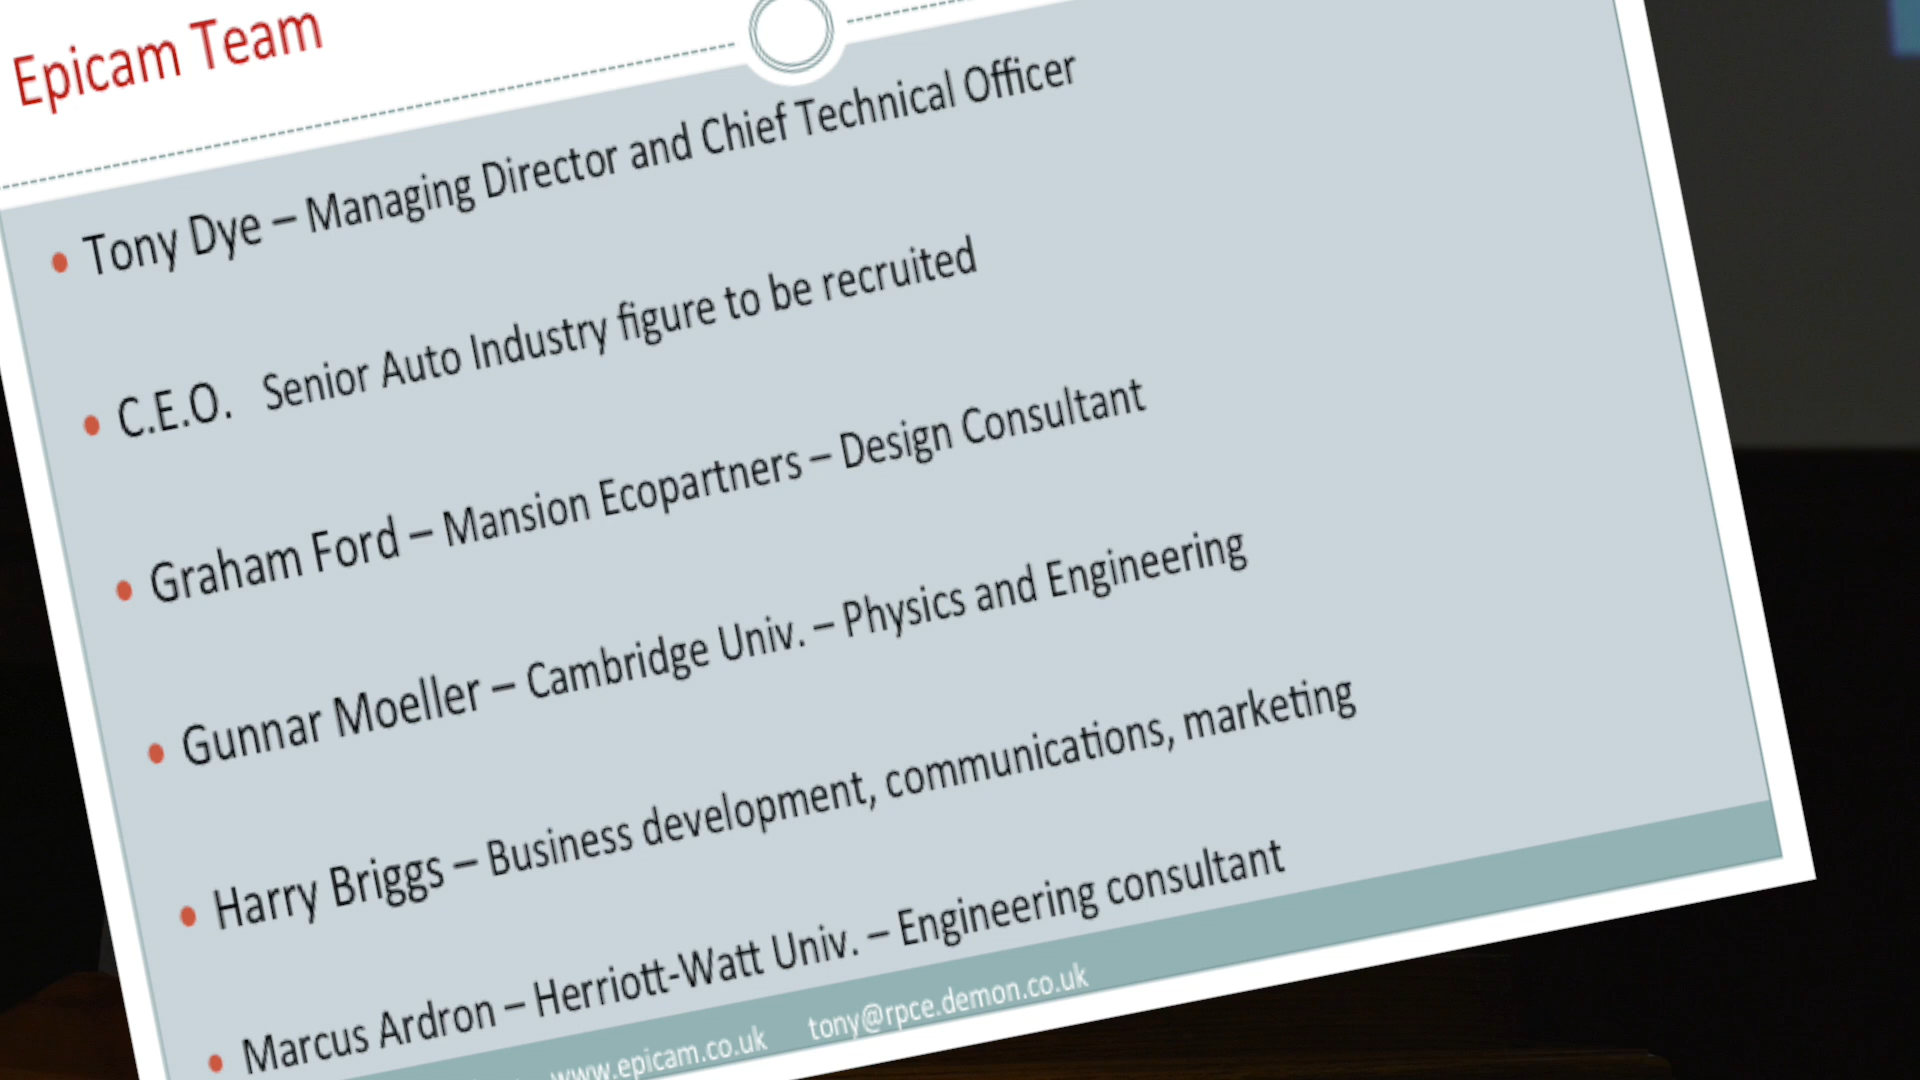 Epicam Team
• Tony Dye – Managing Director and Chief Technical Officer
• C.E.O. Senior Auto Industry figure to be recruited
• Graham Ford – Mansion Ecopartners – Design Consultant
• Gunnar Moeller – Cambridge Univ. – Physics and Engineering
• Harry Briggs – Business development, communications, marketing
• Marcus Ardron – Herriott-Watt Univ. – Engineering consultant
www.epicam.co.uk tony@rpce.demon.co.uk